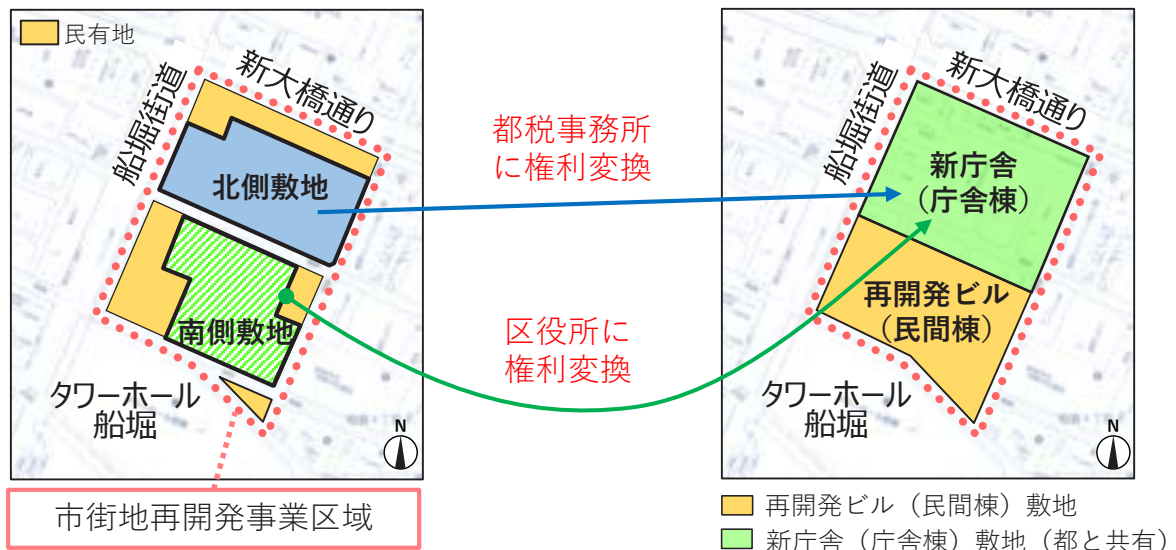 民有地
新大橋通り
船堀街道
北側敷地
南側敷地
タワーホール
船堀
N
市街地再開発事業区域
都税事務所
に権利変換
区役所に
権利変換
新大橋通り
船堀街道
新庁舎
（庁舎棟）
再開発ビル
（民間棟）
タワーホール
船堀
N
再開発ビル（民間棟）敷地
新庁舎（庁舎棟）敷地（都と共有）